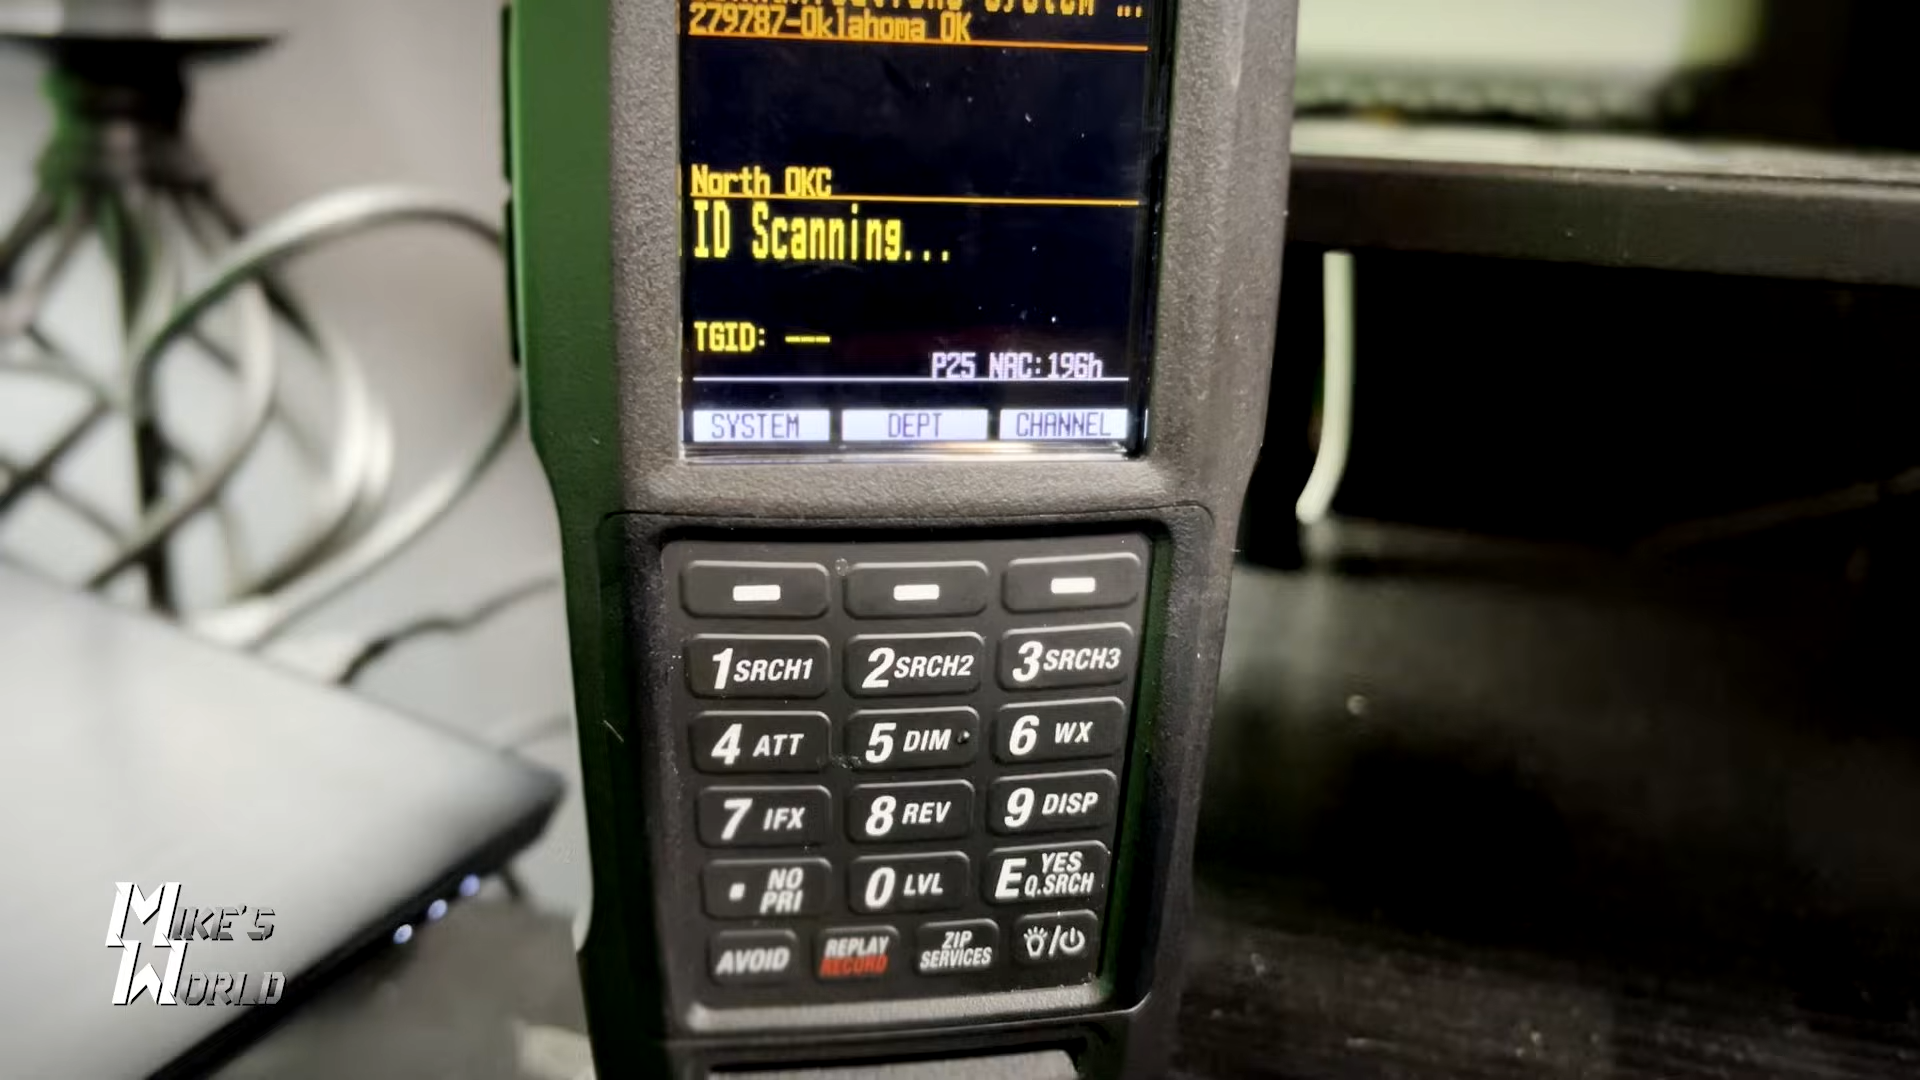 System ...
279787-Oklahoma OK
North OKC
ID Scanning...
TGID: ---
P25 NAC:196h
SYSTEM DEPT CHANNEL
1 SRCH1 2 SRCH2 3 SRCH3
4 ATT 5 DIM 6 WX
7 IFX 8 REV 9 DISP
. NO PRI 0 LVL E YES Q.SRCH
AVOID REPLAY RECORD ZIP SERVICES
MIKE'S
WORLD